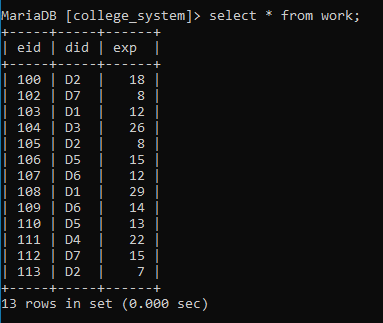 MariaDB [college_system]> select * from work;
+-----+-----+------+
| eid | did | exp  |
+-----+-----+------+
| 100 | D2  |   18 |
| 102 | D7  |    8 |
| 103 | D1  |   12 |
| 104 | D3  |   26 |
| 105 | D2  |    8 |
| 106 | D5  |   15 |
| 107 | D6  |   12 |
| 108 | D1  |   29 |
| 109 | D6  |   14 |
| 110 | D5  |   13 |
| 111 | D4  |   22 |
| 112 | D7  |   15 |
| 113 | D2  |    7 |
+-----+-----+------+
13 rows in set (0.000 sec)